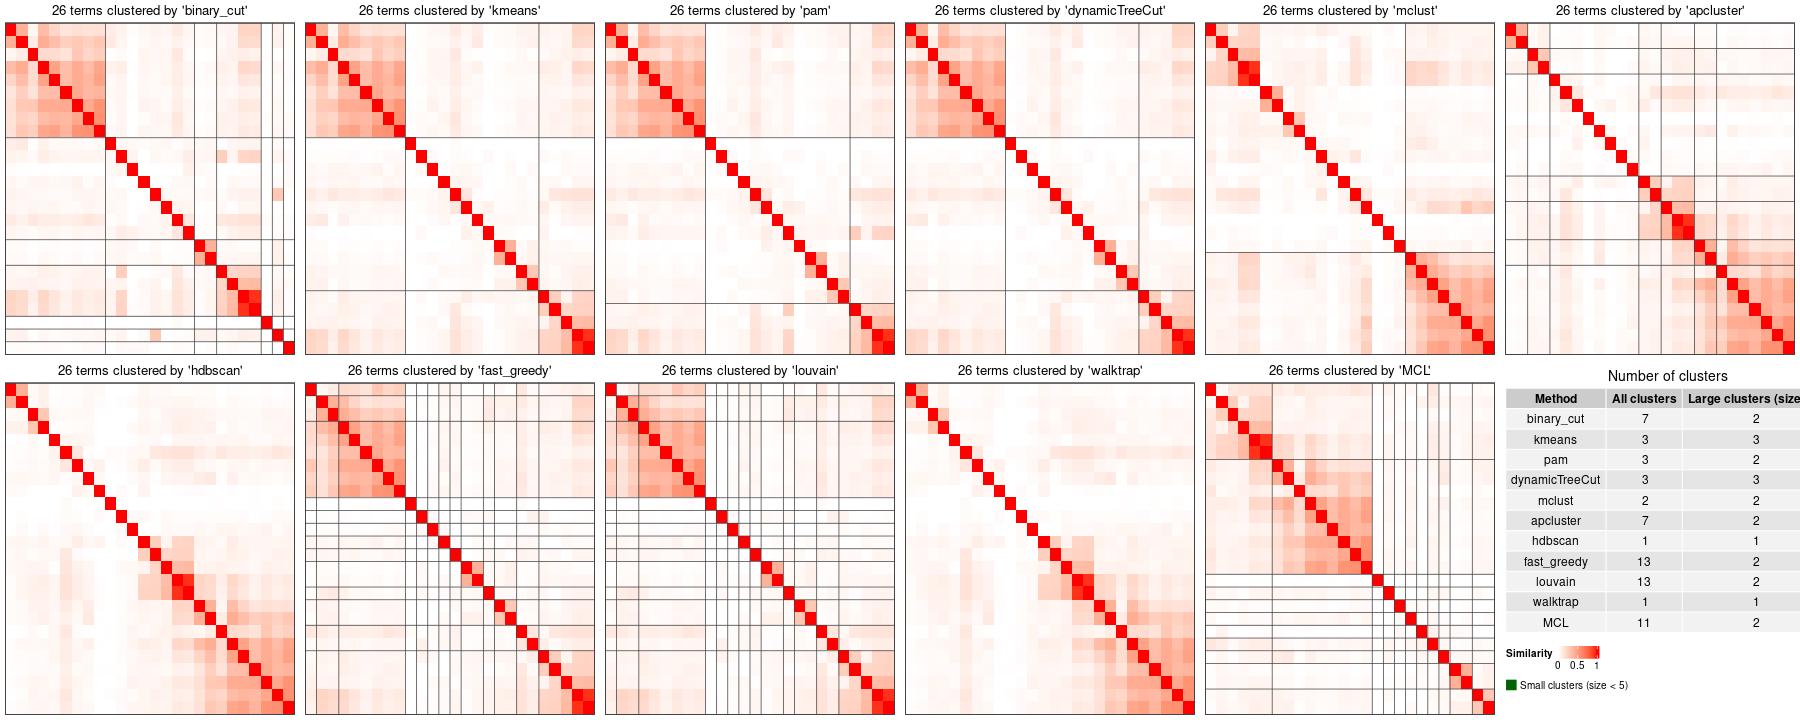 26 terms clustered by 'binary_cut'
26 terms clustered by 'kmeans'
26 terms clustered by 'pam'
26 terms clustered by 'dynamicTreeCut'
26 terms clustered by 'mclust'
26 terms clustered by 'apcluster'
26 terms clustered by 'hdbscan'
26 terms clustered by 'fast_greedy'
26 terms clustered by 'louvain'
26 terms clustered by 'walktrap'
26 terms clustered by 'MCL'
Number of clusters
Method All clusters Large clusters (size
binary_cut 7 2
kmeans 3 3
pam 3 2
dynamicTreeCut 3 3
mclust 2 2
apcluster 7 2
hdbscan 1 1
fast_greedy 13 2
louvain 13 2
walktrap 1 1
MCL 11 2
Similarity
0 0.5 1
Small clusters (size < 5)